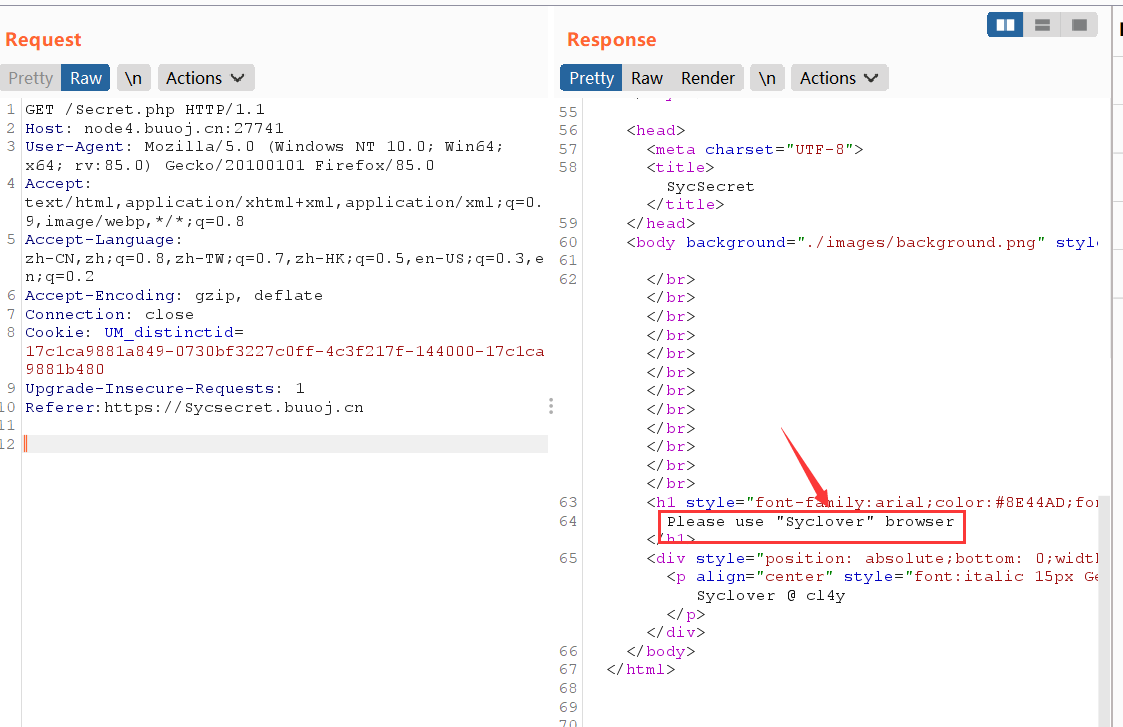 Request
Response
Pretty Raw \n Actions
Pretty Raw Render \n Actions
1 GET /Secret.php HTTP/1.1
2 Host: node4.buuoj.cn:27741
3 User-Agent: Mozilla/5.0 (Windows NT 10.0; Win64;
x64; rv:85.0) Gecko/20100101 Firefox/85.0
4 Accept:
text/html,application/xhtml+xml,application/xml;q=0.
9,image/webp,*/*;q=0.8
5 Accept-Language:
zh-CN,zh;q=0.8,zh-TW;q=0.7,zh-HK;q=0.5,en-US;q=0.3,e
n;q=0.2
6 Accept-Encoding: gzip, deflate
7 Connection: close
8 Cookie: UM_distinctid=
17c1ca9881a849-0730bf3227c0ff-4c3f217f-144000-17c1ca
9881b480
9 Upgrade-Insecure-Requests: 1
10 Referer:https://Sycsecret.buuoj.cn
11
12
55
56 <head>
57 <meta charset="UTF-8">
58 <title>
SycSecret
</title>
59 </head>
60 <body background="./images/background.png" style
61
62 </br>
</br>
</br>
</br>
</br>
</br>
</br>
</br>
</br>
</br>
</br>
</br>
63 <h1 style="font-family:arial;color:#8E44AD;fon
64 Please use "Syclover" browser
</h1>
65 <div style="position: absolute;bottom: 0;width
<p align="center" style="font:italic 15px Ge
Syclover @ cl4y
</p>
</div>
66 </body>
67 </html>
68
69
70